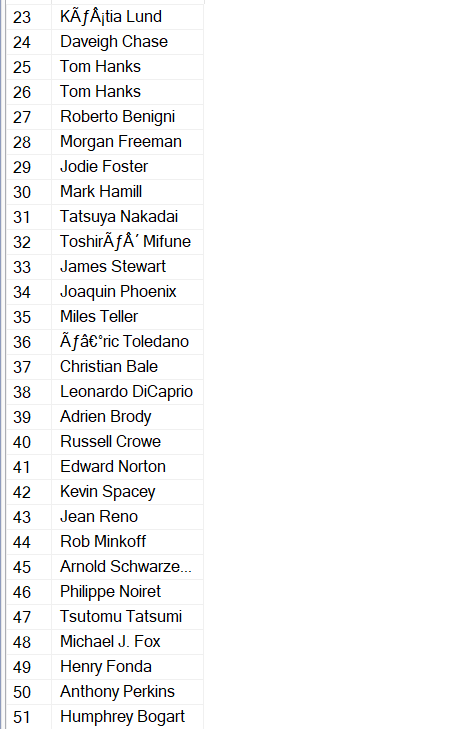 23 KÃƒÂ¡tia Lund
24 Daveigh Chase
25 Tom Hanks
26 Tom Hanks
27 Roberto Benigni
28 Morgan Freeman
29 Jodie Foster
30 Mark Hamill
31 Tatsuya Nakadai
32 ToshirÃƒÂ´ Mifune
33 James Stewart
34 Joaquin Phoenix
35 Miles Teller
36 Ãƒâ€°ric Toledano
37 Christian Bale
38 Leonardo DiCaprio
39 Adrien Brody
40 Russell Crowe
41 Edward Norton
42 Kevin Spacey
43 Jean Reno
44 Rob Minkoff
45 Arnold Schwarze...
46 Philippe Noiret
47 Tsutomu Tatsumi
48 Michael J. Fox
49 Henry Fonda
50 Anthony Perkins
51 Humphrey Bogart